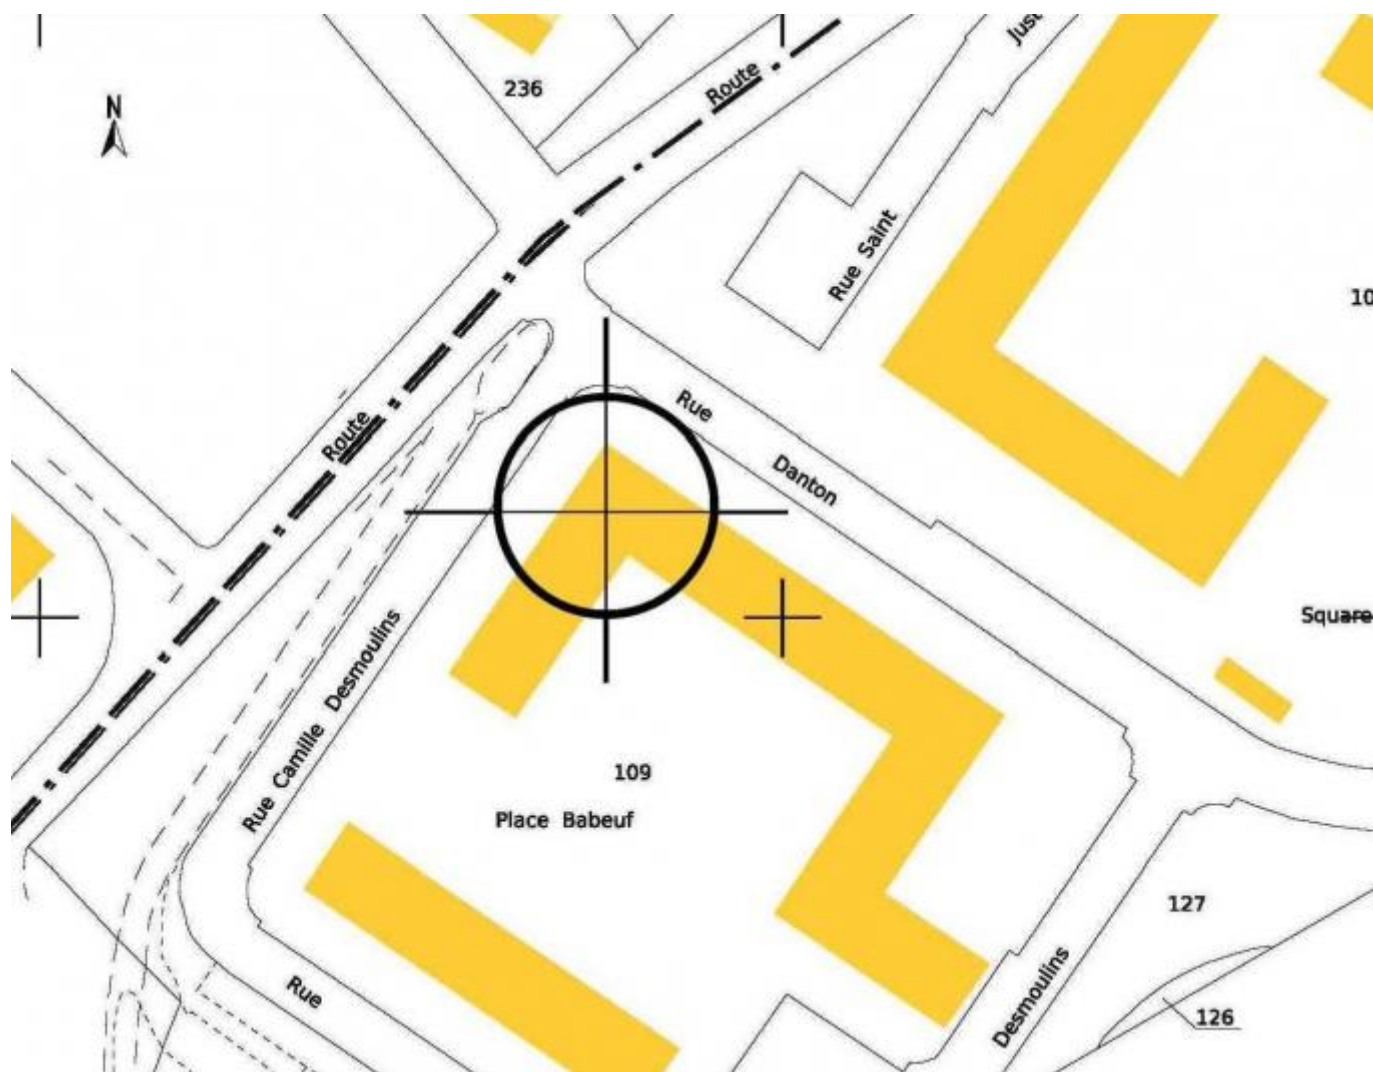 Just
N
236
Route
Rue Saint
10
Route
Rue
Danton
Square
Rue Camille Desmoulins
109
Place Babeuf
127
Rue
Desmoulins
126